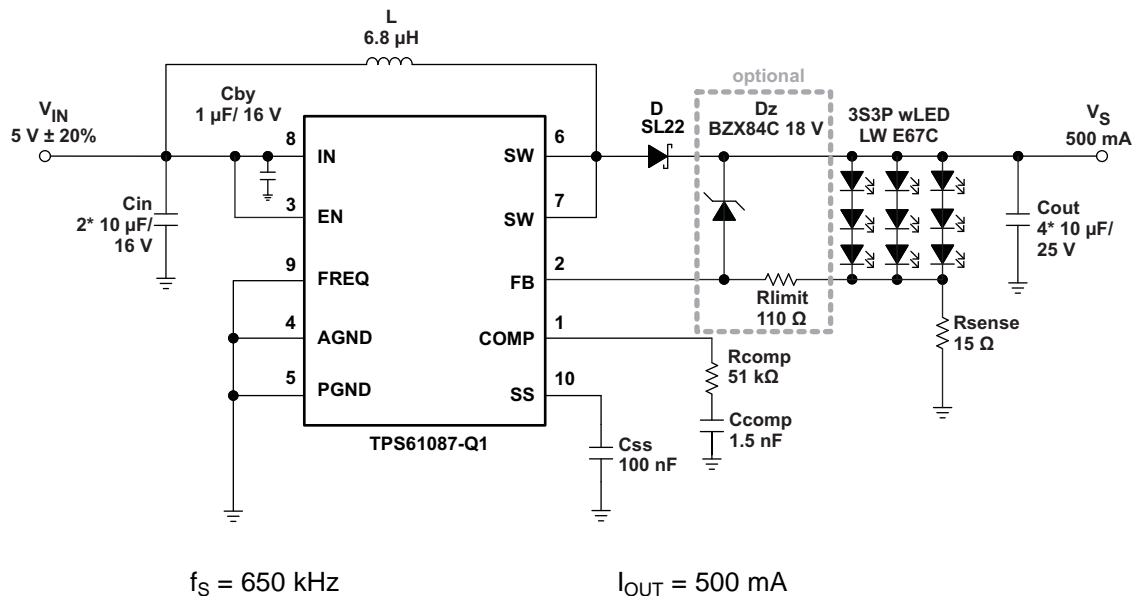 L
6.8 µH
optional
Cby
1 µF/ 16 V
V_IN
5 V ± 20%
D
SL22
Dz
BZX84C 18 V
3S3P wLED
LW E67C
V_S
500 mA
8
IN
6
SW
3
EN
7
SW
Cin
2* 10 µF/
16 V
Cout
4* 10 µF/
25 V
9
FREQ
2
FB
Rlimit
110 Ω
4
AGND
1
COMP
Rsense
15 Ω
Rcomp
51 kΩ
5
PGND
10
SS
Ccomp
1.5 nF
TPS61087-Q1
Css
100 nF
f_S = 650 kHz
I_OUT = 500 mA